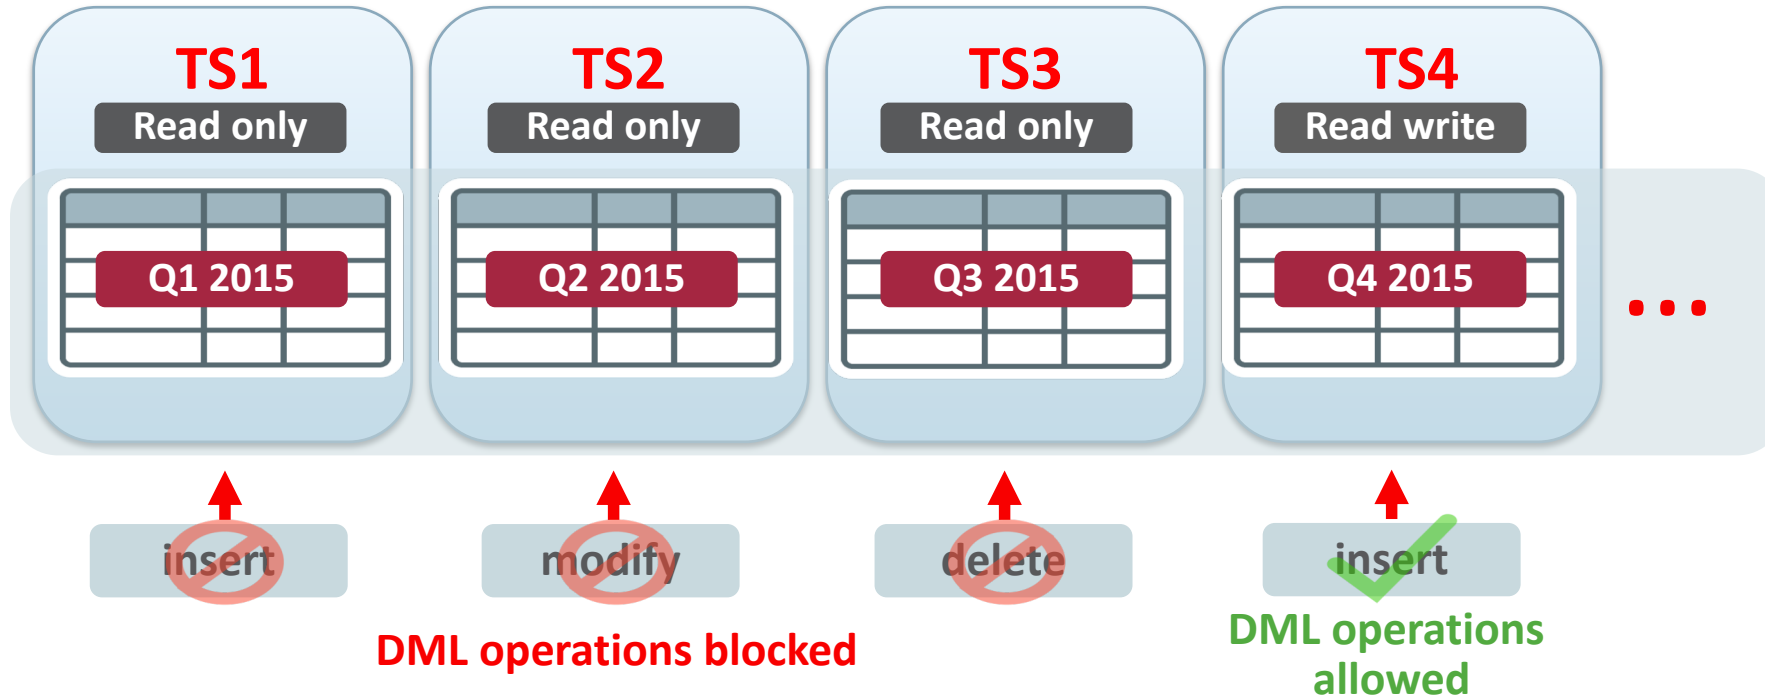 TS1
Read only
Q1 2015
insert
TS2
Read only
Q2 2015
modify
TS3
Read only
Q3 2015
delete
TS4
Read write
Q4 2015
insert
...
DML operations blocked
DML operations
allowed